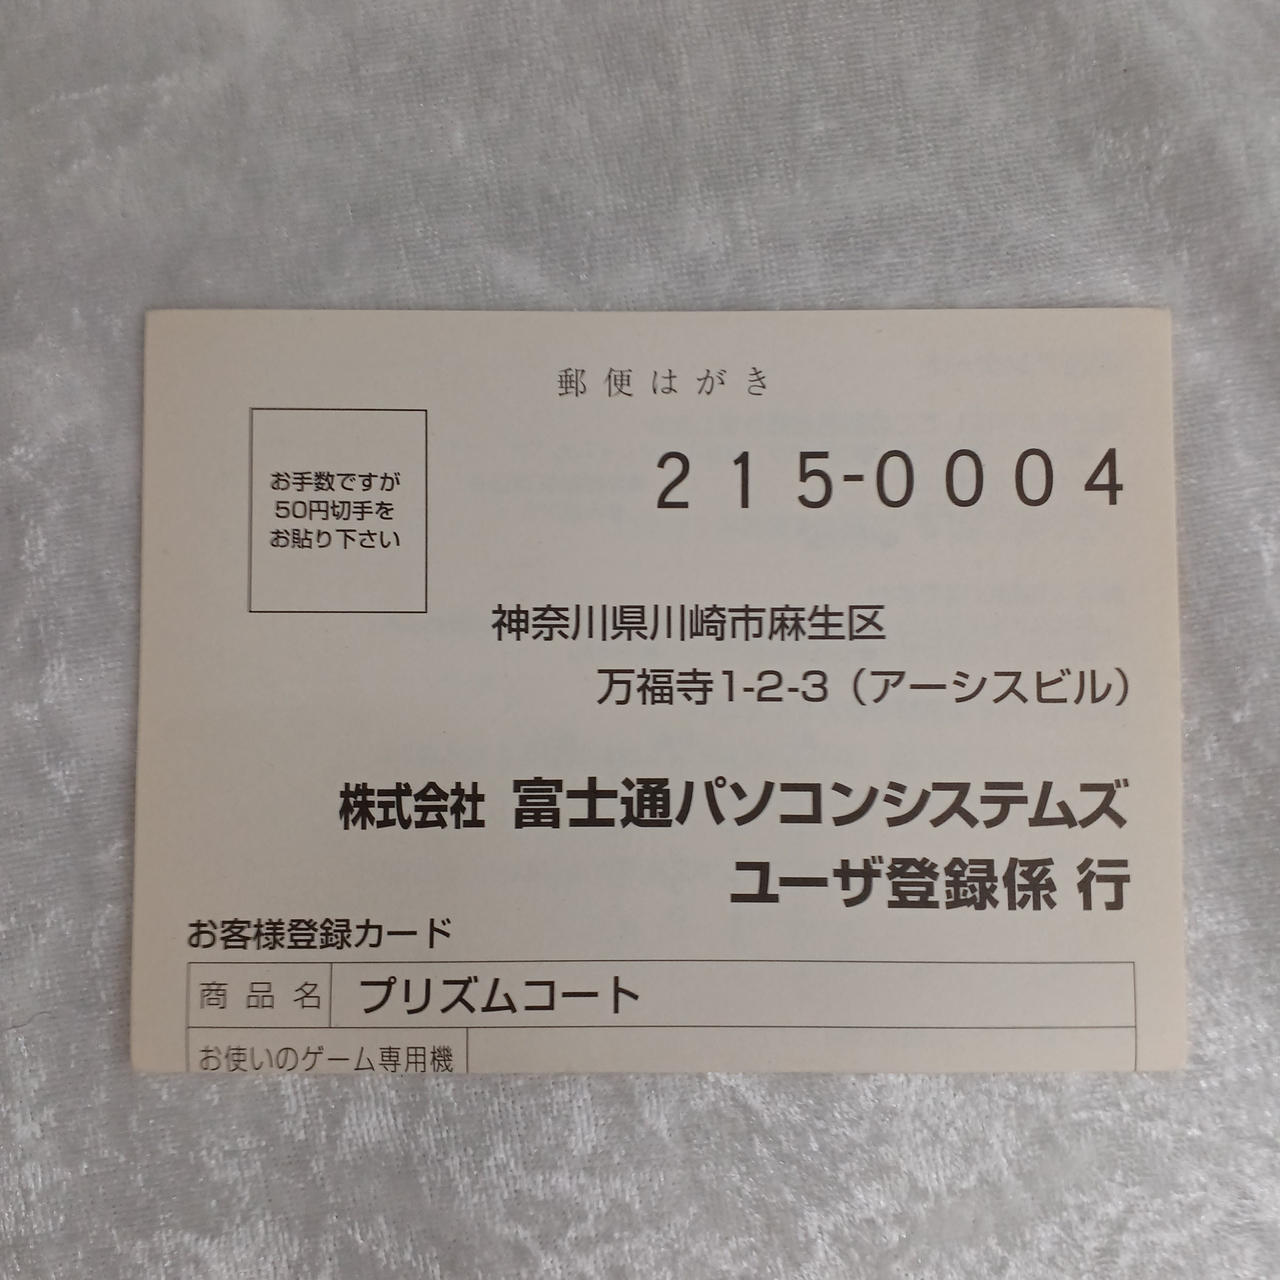 郵便はがき
お手数ですが
50円切手を
お貼り下さい
215-0004
神奈川県川崎市麻生区
万福寺1-2-3（アーシスビル）
株式会社 富士通パソコンシステムズ
ユーザ登録係 行
お客様登録カード
商品名 プリズムコート
お使いのゲーム専用機